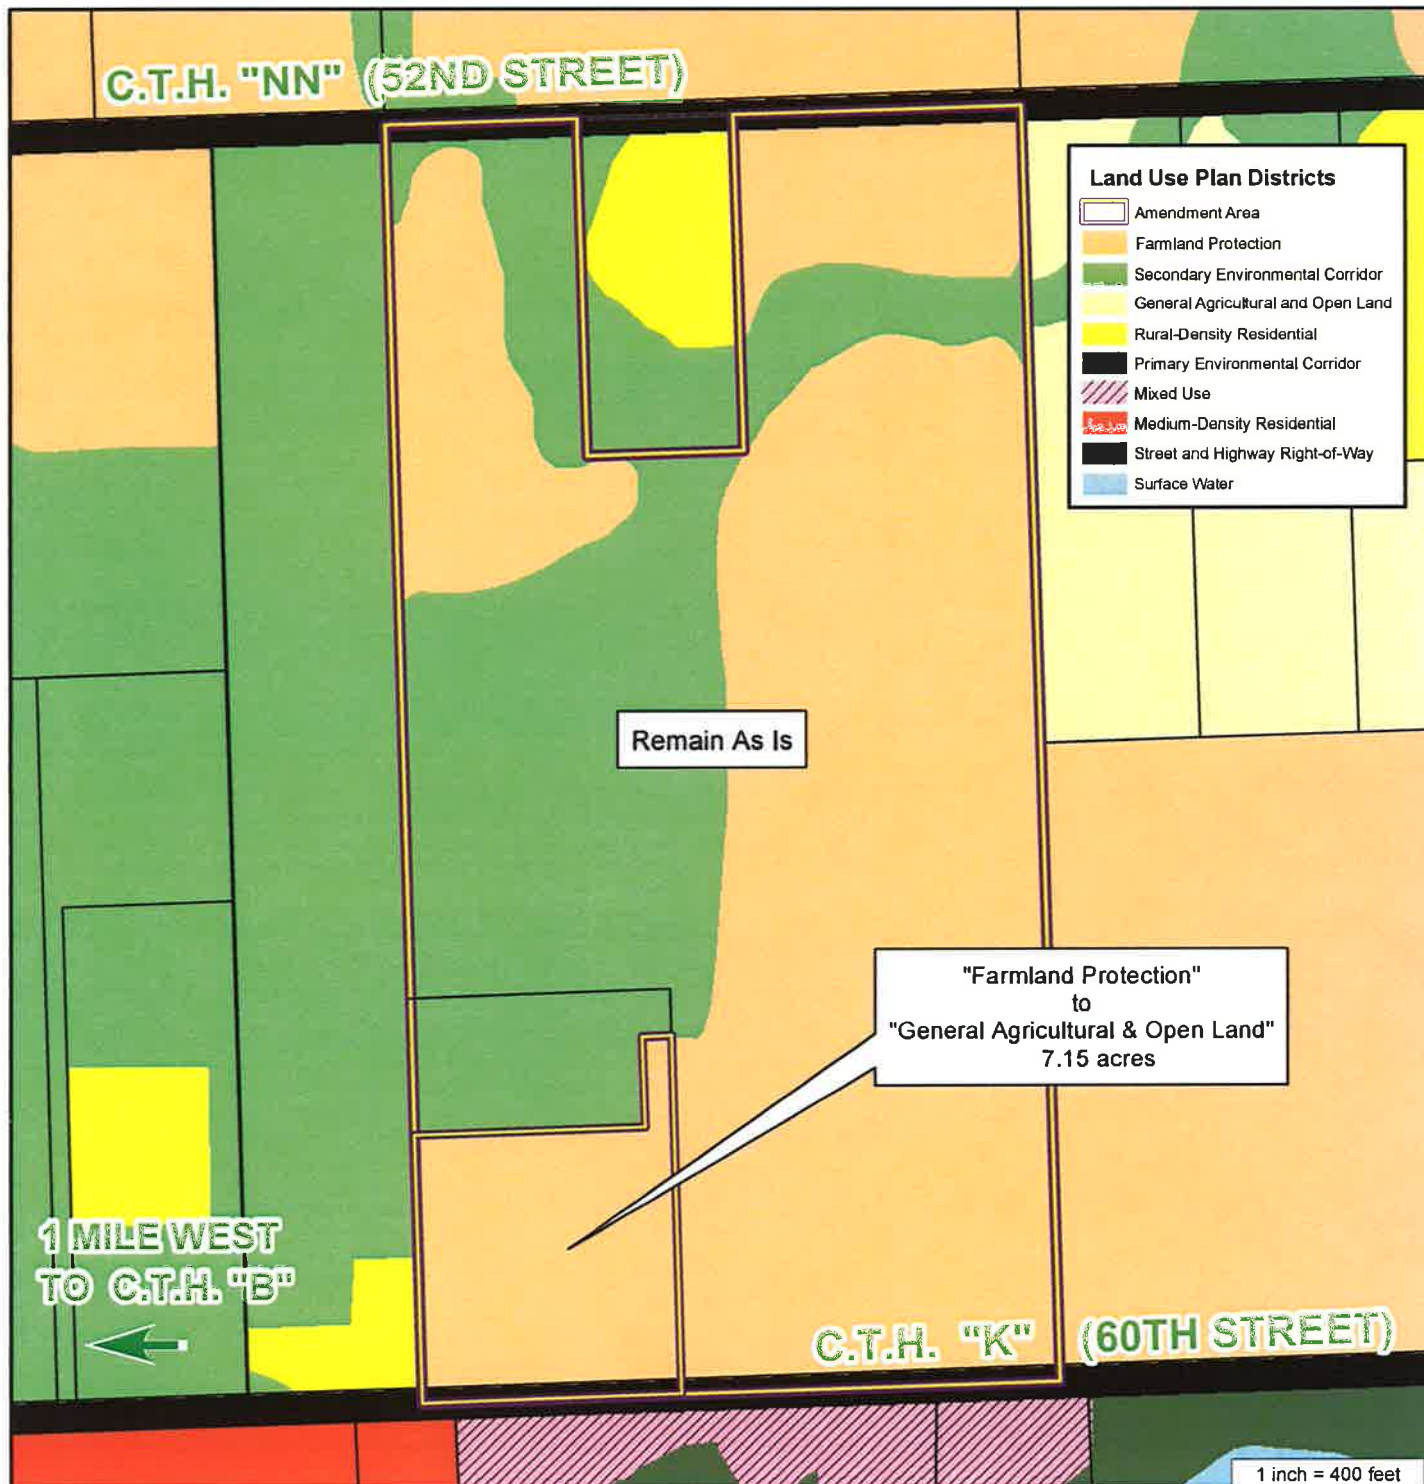 C.T.H. "NN" (52ND STREET)
Land Use Plan Districts
Amendment Area
Farmland Protection
Secondary Environmental Corridor
General Agricultural and Open Land
Rural-Density Residential
Primary Environmental Corridor
Mixed Use
Medium-Density Residential
Street and Highway Right-of-Way
Surface Water
Remain As Is
"Farmland Protection"
to
"General Agricultural & Open Land"
7.15 acres
1 MILE WEST
TO C.T.H. "B"
C.T.H. "K" (60TH STREET)
1 inch = 400 feet